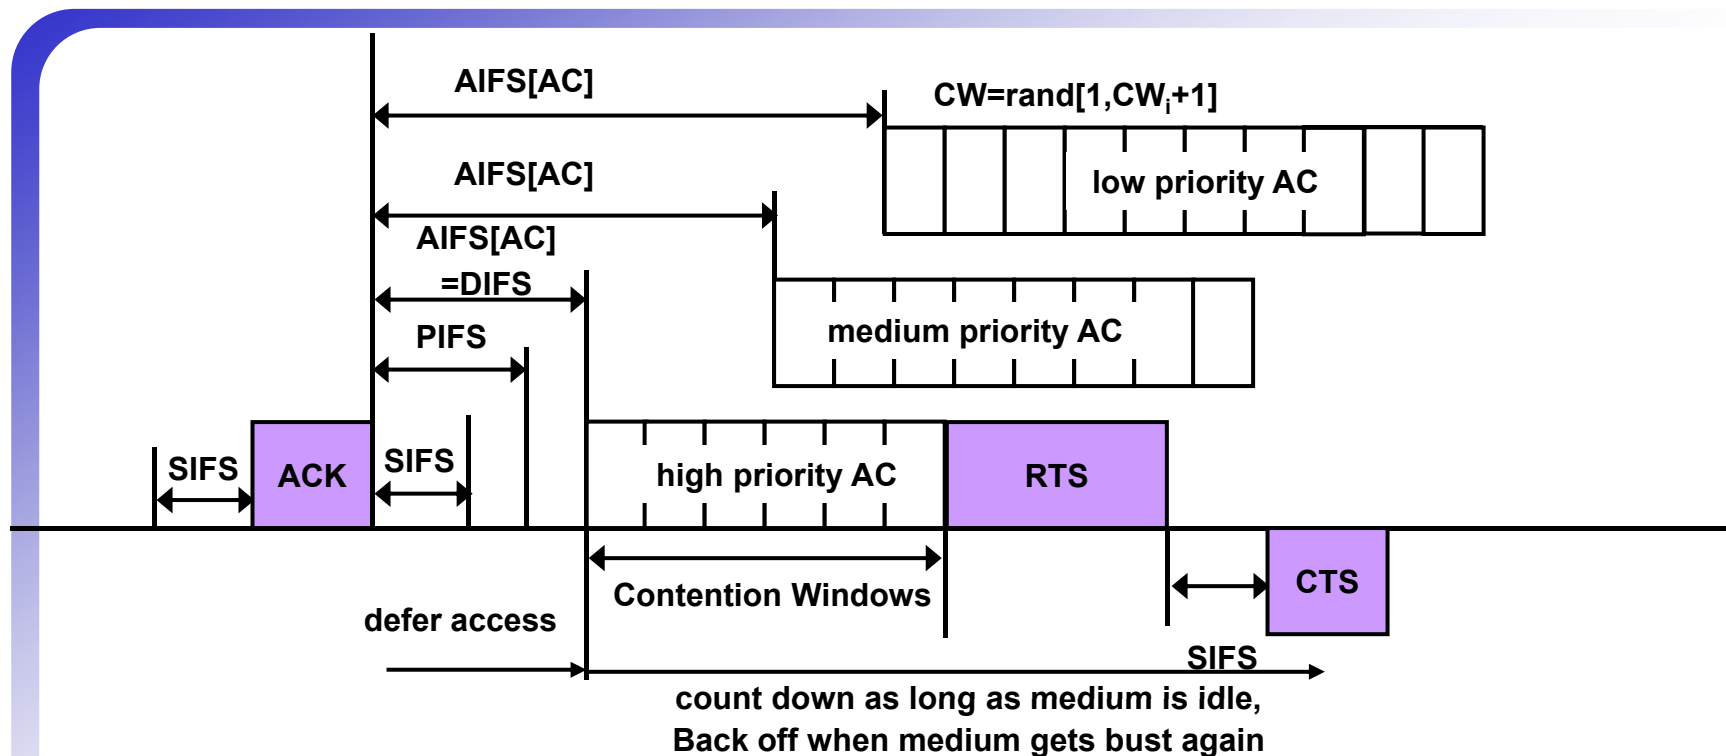 AIFS[AC]
CW=rand[1,CWi+1]
low priority AC
AIFS[AC]
AIFS[AC]
=DIFS
medium priority AC
PIFS
SIFS
ACK
SIFS
high priority AC
RTS
Contention Windows
CTS
defer access
SIFS
count down as long as medium is idle,
Back off when medium gets bust again